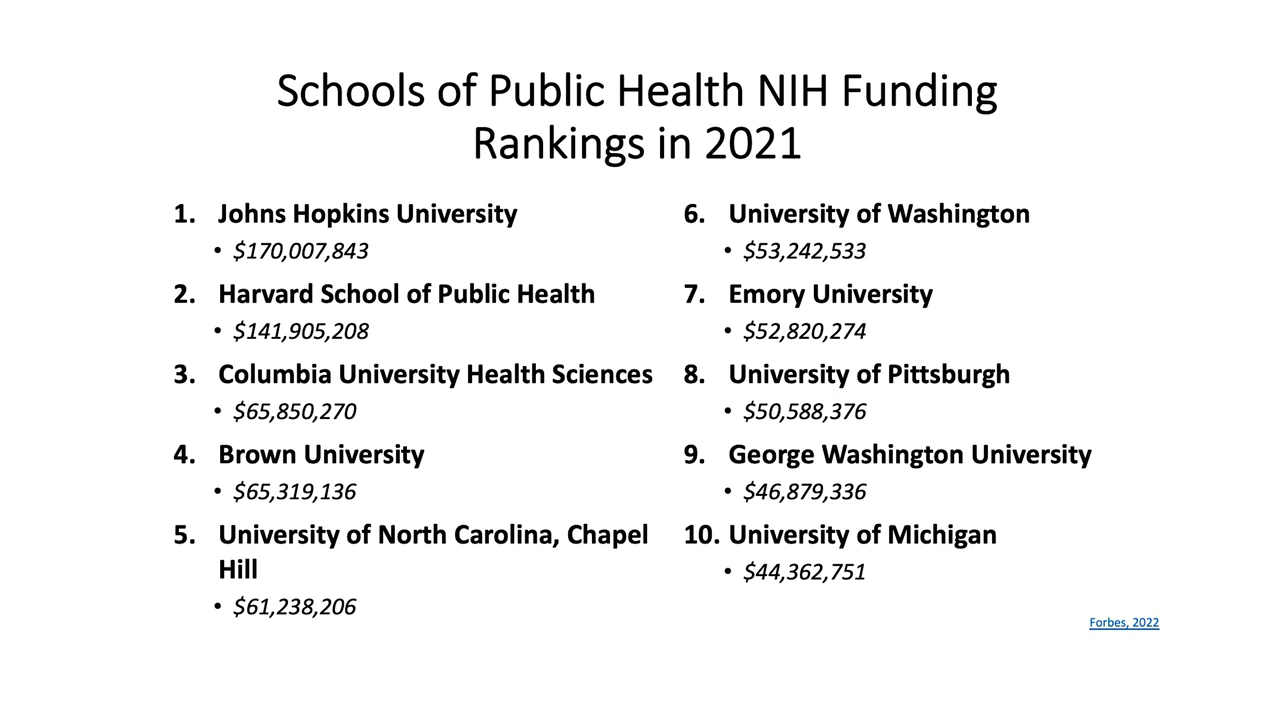 Schools of Public Health NIH Funding
Rankings in 2021
1. Johns Hopkins University
• $170,007,843
2. Harvard School of Public Health
• $141,905,208
3. Columbia University Health Sciences
• $65,850,270
4. Brown University
• $65,319,136
5. University of North Carolina, Chapel
Hill
• $61,238,206
6. University of Washington
• $53,242,533
7. Emory University
• $52,820,274
8. University of Pittsburgh
• $50,588,376
9. George Washington University
• $46,879,336
10. University of Michigan
• $44,362,751
Forbes, 2022